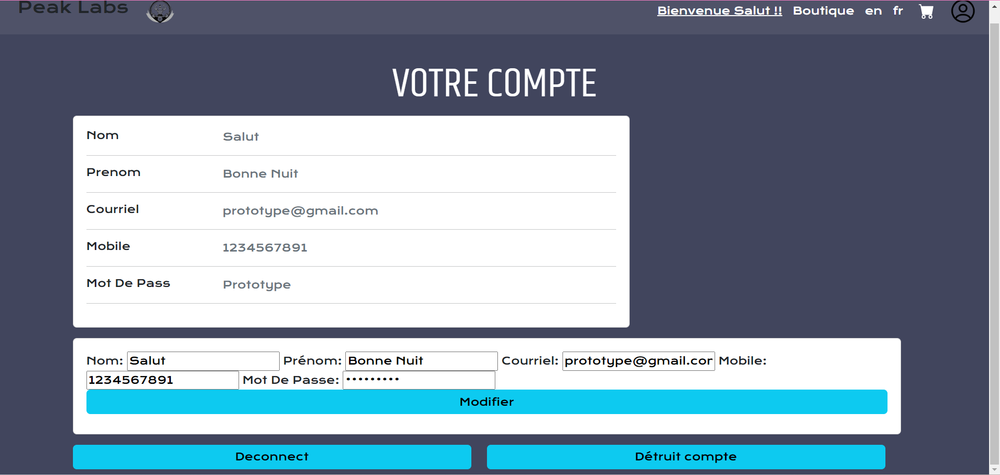 Peak Labs
Bienvenue Salut !! Boutique en fr
VOTRE COMPTE
Nom Salut
Prenom Bonne Nuit
Courriel prototype@gmail.com
Mobile 1234567891
Mot De Pass Prototype
Nom: Salut Prénom: Bonne Nuit Courriel: prototype@gmail.cor Mobile:
1234567891 Mot De Passe: •••••••••
Modifier
Deconnect Détruit compte